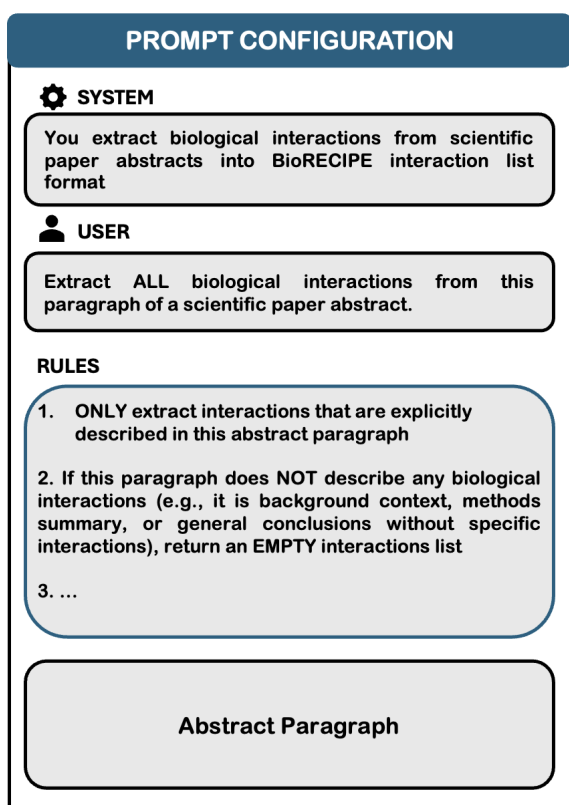 PROMPT CONFIGURATION
SYSTEM
You extract biological interactions from scientific
paper abstracts into BioRECIPE interaction list
format
USER
Extract ALL biological interactions from this
paragraph of a scientific paper abstract.
RULES
1. ONLY extract interactions that are explicitly
described in this abstract paragraph
2. If this paragraph does NOT describe any biological
interactions (e.g., it is background context, methods
summary, or general conclusions without specific
interactions), return an EMPTY interactions list
3. ...
Abstract Paragraph